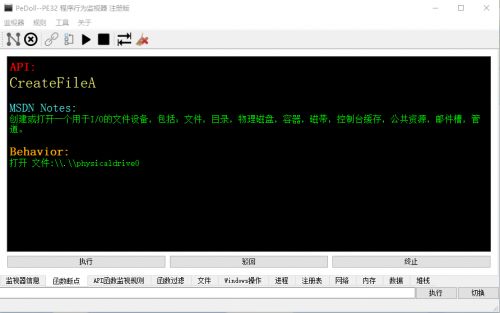 PeDoll--PE32 程序行为监视器 注册版
监视器 规则 工具 关于
API:
CreateFileA
MSDN Notes:
创建或打开一个用于I/O的文件设备，包括：文件，目录，物理磁盘，容器，磁带，控制台缓存，公共资源，邮件槽，管
道。
Behavior:
打开 文件:\\.\\physicaldrive0
执行 驳回 终止
监视器信息 函数断点 API函数监视规则 函数过滤 文件 Windows操作 进程 注册表 网络 内存 数据 堆栈
执行 切换